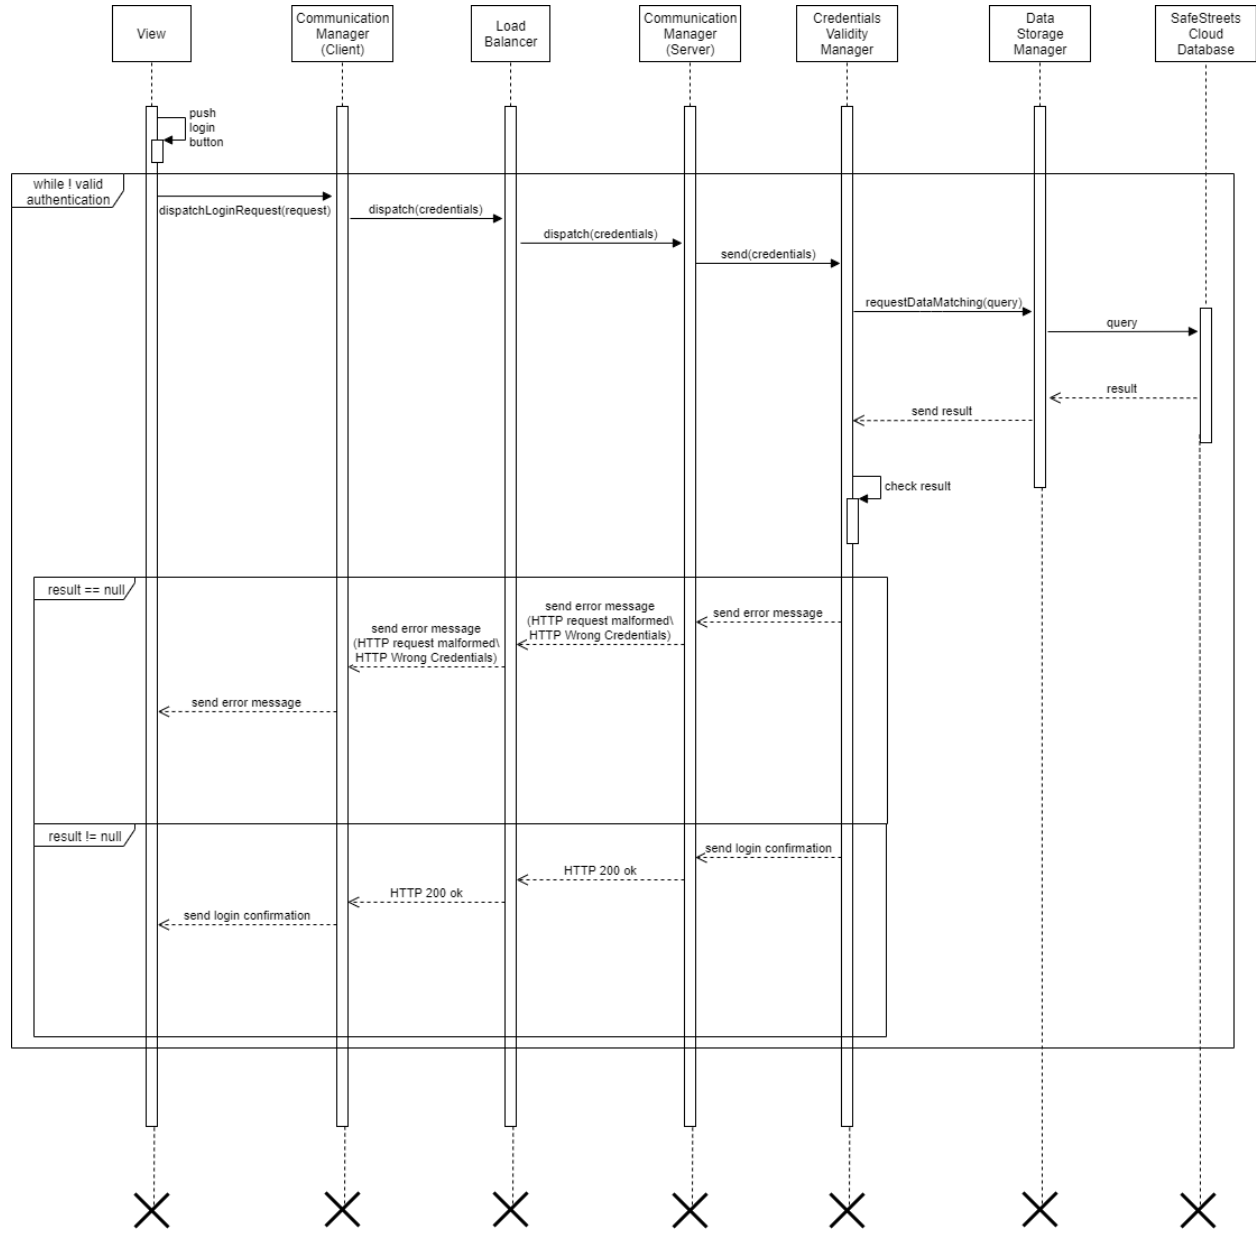 View
Communication
Manager
(Client)
Load
Balancer
Communication
Manager
(Server)
Credentials
Validity
Manager
Data
Storage
Manager
SafeStreets
Cloud
Database
push
login
button
while ! valid
authentication
dispatchLoginRequest(request)
dispatch(credentials)
dispatch(credentials)
send(credentials)
requestDataMatching(query)
query
result
send result
check result
result == null
send error message
send error message
(HTTP request malformed\
HTTP Wrong Credentials)
send error message
(HTTP request malformed\
HTTP Wrong Credentials)
send error message
result != null
send login confirmation
HTTP 200 ok
HTTP 200 ok
send login confirmation